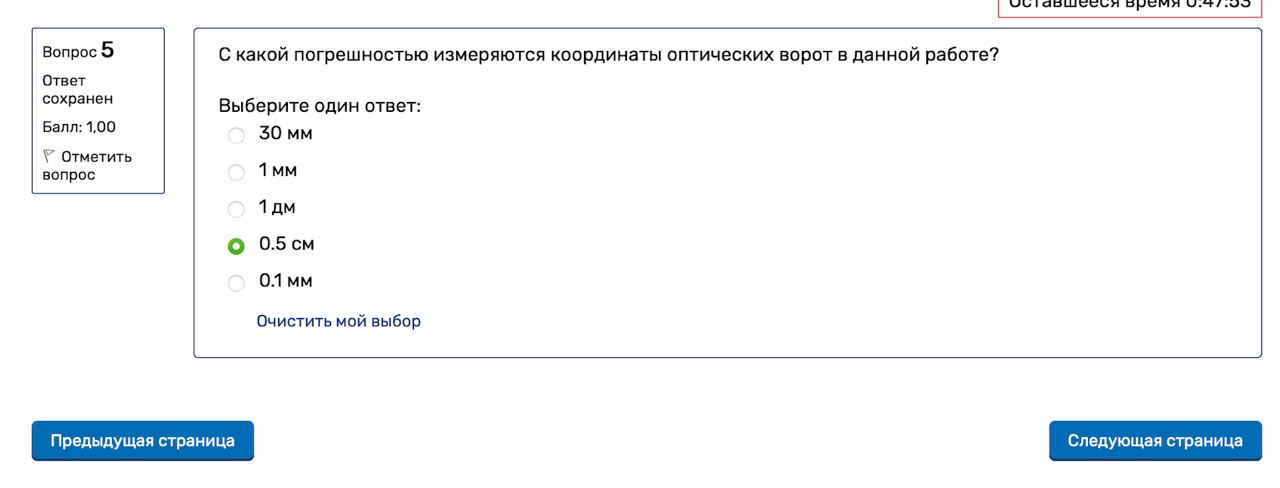 Оставшееся время 0:47:53
Вопрос 5
Ответ
сохранен
Балл: 1,00
Отметить
вопрос
С какой погрешностью измеряются координаты оптических ворот в данной работе?
Выберите один ответ:
30 мм
1 мм
1 дм
0.5 см
0.1 мм
Очистить мой выбор
Предыдущая страница
Следующая страница